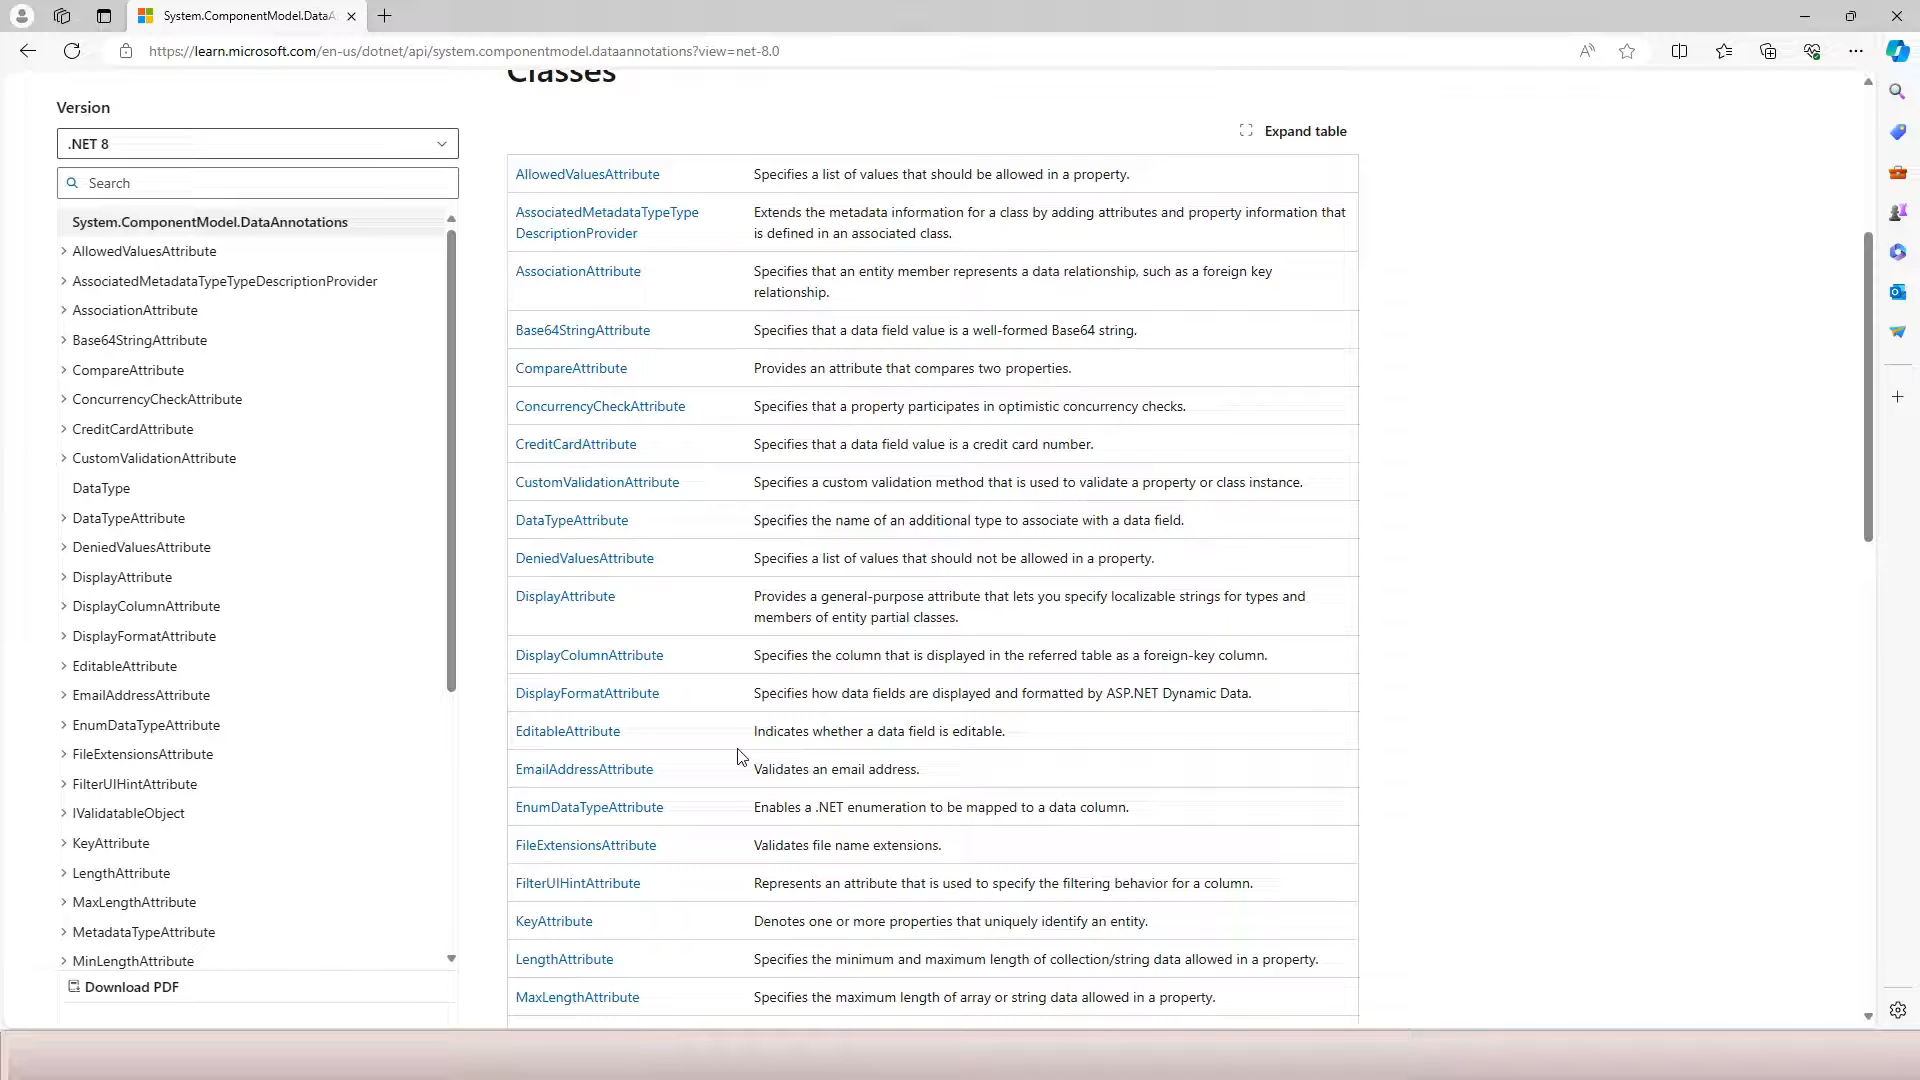 System.ComponentModel.DataA
https://learn.microsoft.com/en-us/dotnet/api/system.componentmodel.dataannotations?view=net-8.0
Classes
Version
.NET 8
Search
System.ComponentModel.DataAnnotations
AllowedValuesAttribute
AssociatedMetadataTypeTypeDescriptionProvider
AssociationAttribute
Base64StringAttribute
CompareAttribute
ConcurrencyCheckAttribute
CreditCardAttribute
CustomValidationAttribute
DataType
DataTypeAttribute
DeniedValuesAttribute
DisplayAttribute
DisplayColumnAttribute
DisplayFormatAttribute
EditableAttribute
EmailAddressAttribute
EnumDataTypeAttribute
FileExtensionsAttribute
FilterUIHintAttribute
IValidatableObject
KeyAttribute
LengthAttribute
MaxLengthAttribute
MetadataTypeAttribute
MinLengthAttribute
Download PDF
Expand table
AllowedValuesAttribute Specifies a list of values that should be allowed in a property.
AssociatedMetadataTypeType Extends the metadata information for a class by adding attributes and property information that
DescriptionProvider is defined in an associated class.
AssociationAttribute Specifies that an entity member represents a data relationship, such as a foreign key
relationship.
Base64StringAttribute Specifies that a data field value is a well-formed Base64 string.
CompareAttribute Provides an attribute that compares two properties.
ConcurrencyCheckAttribute Specifies that a property participates in optimistic concurrency checks.
CreditCardAttribute Specifies that a data field value is a credit card number.
CustomValidationAttribute Specifies a custom validation method that is used to validate a property or class instance.
DataTypeAttribute Specifies the name of an additional type to associate with a data field.
DeniedValuesAttribute Specifies a list of values that should not be allowed in a property.
DisplayAttribute Provides a general-purpose attribute that lets you specify localizable strings for types and
members of entity partial classes.
DisplayColumnAttribute Specifies the column that is displayed in the referred table as a foreign-key column.
DisplayFormatAttribute Specifies how data fields are displayed and formatted by ASP.NET Dynamic Data.
EditableAttribute Indicates whether a data field is editable.
EmailAddressAttribute Validates an email address.
EnumDataTypeAttribute Enables a .NET enumeration to be mapped to a data column.
FileExtensionsAttribute Validates file name extensions.
FilterUIHintAttribute Represents an attribute that is used to specify the filtering behavior for a column.
KeyAttribute Denotes one or more properties that uniquely identify an entity.
LengthAttribute Specifies the minimum and maximum length of collection/string data allowed in a property.
MaxLengthAttribute Specifies the maximum length of array or string data allowed in a property.